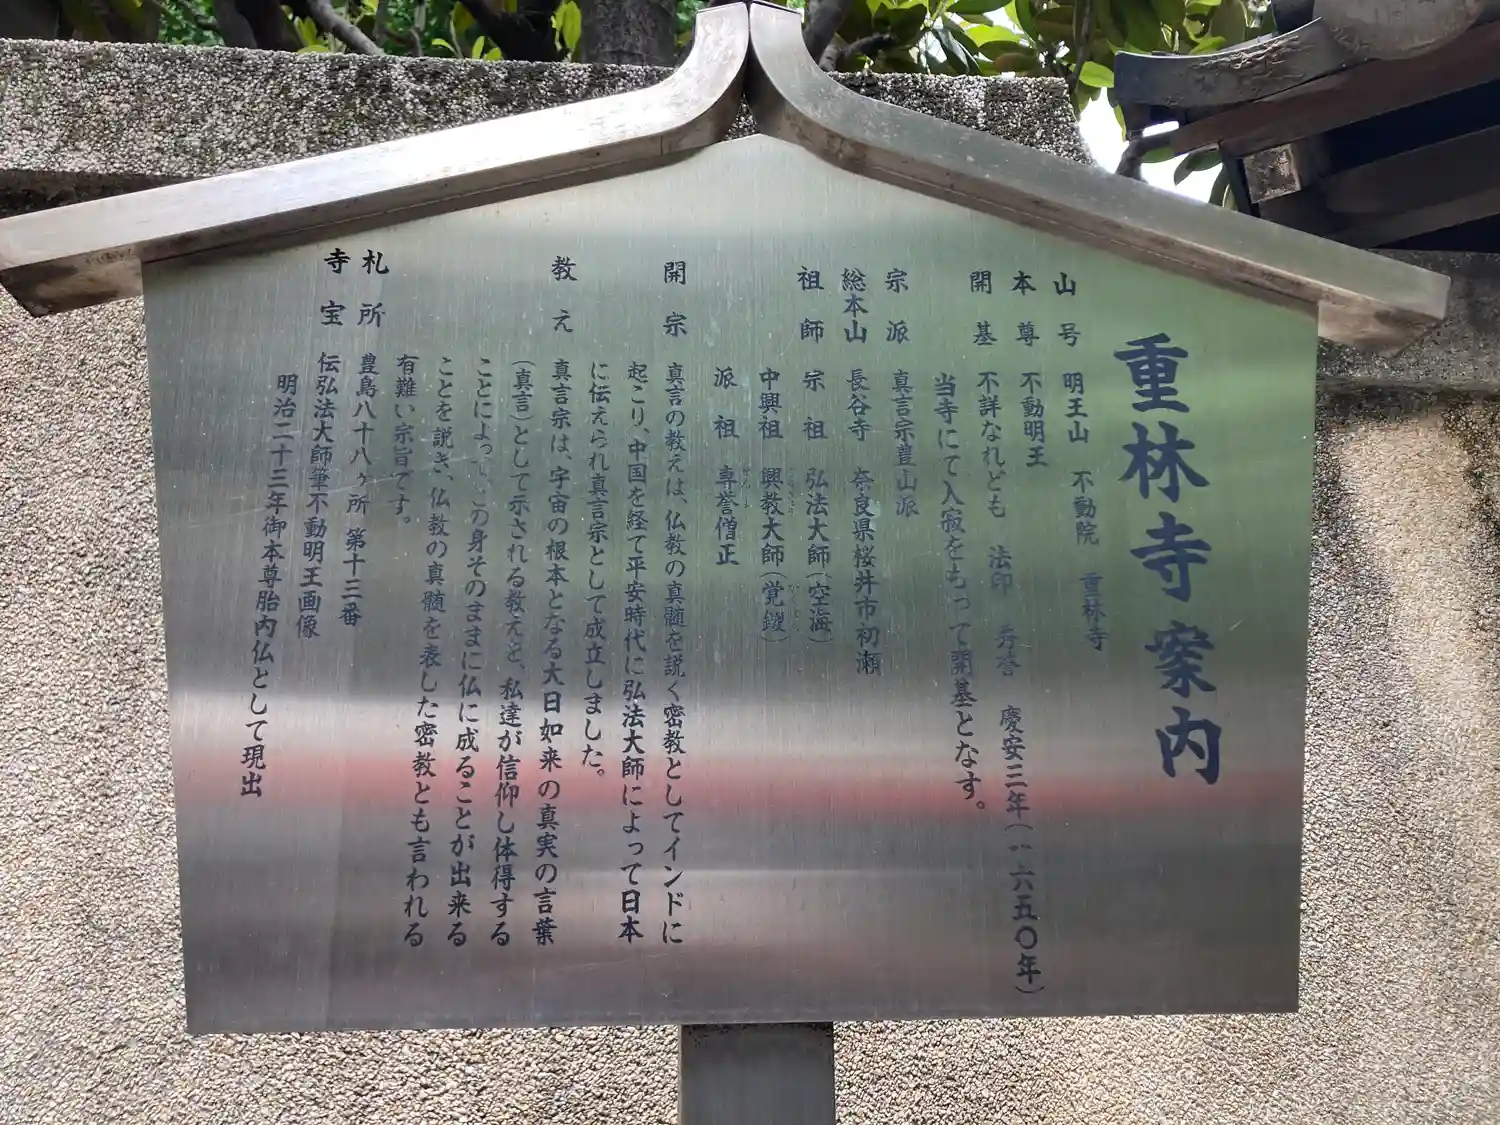 重林寺案内
山号 明王山 不動院 重林寺
本尊 不動明王
開基 不詳なれども 法印 秀誉 慶安三年(一六五〇年)
当寺にて入寂をもって開基となす。
宗派 真言宗豊山派
総本山 長谷寺 奈良県桜井市初瀬
祖師 宗祖 弘法大師(空海)
中興祖 興教大師(覚鑁)
派祖 専誉僧正
開宗 真言の教えは、仏教の真髄を説く密教としてインドに
起こり、中国を経て平安時代に弘法大師によって日本
に伝えられ真言宗として成立しました。
教え 真言宗は、宇宙の根本となる大日如来の真実の言葉
(真言)として示される教えを、私達が信仰し体得する
ことによって、この身そのままに仏に成ることが出来る
ことを説き、仏教の真髄を表した密教とも言われる
有難い宗旨です。
札所 豊島八十八ヶ所 第十三番
寺宝 伝弘法大師筆不動明王画像
明治二十三年御本尊胎内仏として現出